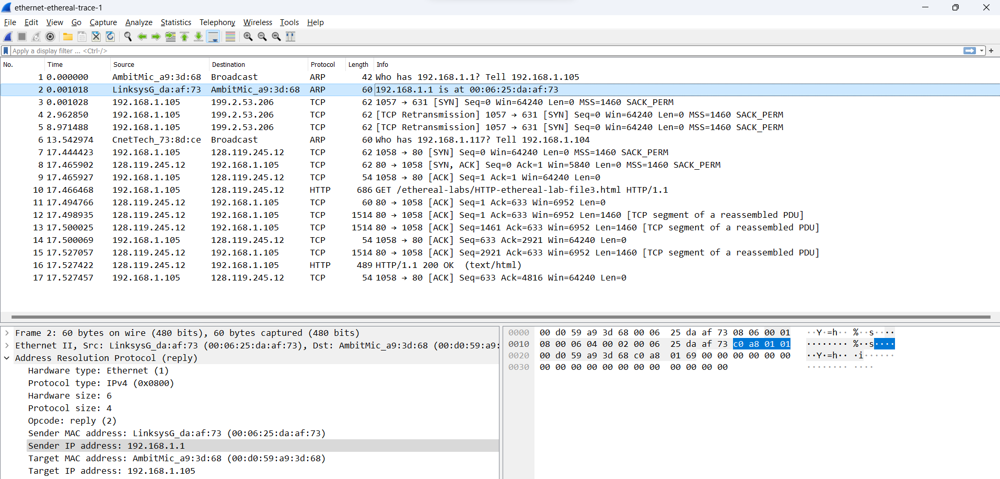 ethernet-ethereal-trace-1
File Edit View Go Capture Analyze Statistics Telephony Wireless Tools Help
Apply a display filter ... <Ctrl-/>
No. Time Source Destination Protocol Length Info
1 0.000000 AmbitMic_a9:3d:68 Broadcast ARP 42 Who has 192.168.1.1? Tell 192.168.1.105
2 0.001018 LinksysG_da:af:73 AmbitMic_a9:3d:68 ARP 60 192.168.1.1 is at 00:06:25:da:af:73
3 0.001028 192.168.1.105 199.2.53.206 TCP 62 1057 → 631 [SYN] Seq=0 Win=64240 Len=0 MSS=1460 SACK_PERM
4 2.962850 192.168.1.105 199.2.53.206 TCP 62 [TCP Retransmission] 1057 → 631 [SYN] Seq=0 Win=64240 Len=0 MSS=1460 SACK_PERM
5 8.971488 192.168.1.105 199.2.53.206 TCP 62 [TCP Retransmission] 1057 → 631 [SYN] Seq=0 Win=64240 Len=0 MSS=1460 SACK_PERM
6 13.542974 CnetTech_73:8d:ce Broadcast ARP 60 Who has 192.168.1.117? Tell 192.168.1.104
7 17.444423 192.168.1.105 128.119.245.12 TCP 62 1058 → 80 [SYN] Seq=0 Win=64240 Len=0 MSS=1460 SACK_PERM
8 17.465902 128.119.245.12 192.168.1.105 TCP 62 80 → 1058 [SYN, ACK] Seq=0 Ack=1 Win=5840 Len=0 MSS=1460 SACK_PERM
9 17.465927 192.168.1.105 128.119.245.12 TCP 54 1058 → 80 [ACK] Seq=1 Ack=1 Win=64240 Len=0
10 17.466468 192.168.1.105 128.119.245.12 HTTP 686 GET /ethereal-labs/HTTP-ethereal-lab-file3.html HTTP/1.1
11 17.494766 128.119.245.12 192.168.1.105 TCP 60 80 → 1058 [ACK] Seq=1 Ack=633 Win=6952 Len=0
12 17.498935 128.119.245.12 192.168.1.105 TCP 1514 80 → 1058 [ACK] Seq=1 Ack=633 Win=6952 Len=1460 [TCP segment of a reassembled PDU]
13 17.500025 128.119.245.12 192.168.1.105 TCP 1514 80 → 1058 [ACK] Seq=1461 Ack=633 Win=6952 Len=1460 [TCP segment of a reassembled PDU]
14 17.500069 192.168.1.105 128.119.245.12 TCP 54 1058 → 80 [ACK] Seq=633 Ack=2921 Win=64240 Len=0
15 17.527057 128.119.245.12 192.168.1.105 TCP 1514 80 → 1058 [ACK] Seq=2921 Ack=633 Win=6952 Len=1460 [TCP segment of a reassembled PDU]
16 17.527422 128.119.245.12 192.168.1.105 HTTP 489 HTTP/1.1 200 OK  (text/html)
17 17.527457 192.168.1.105 128.119.245.12 TCP 54 1058 → 80 [ACK] Seq=633 Ack=4816 Win=64240 Len=0
Frame 2: 60 bytes on wire (480 bits), 60 bytes captured (480 bits)
Ethernet II, Src: LinksysG_da:af:73 (00:06:25:da:af:73), Dst: AmbitMic_a9:3d:68 (00:d0:59:a9:
Address Resolution Protocol (reply)
Hardware type: Ethernet (1)
Protocol type: IPv4 (0x0800)
Hardware size: 6
Protocol size: 4
Opcode: reply (2)
Sender MAC address: LinksysG_da:af:73 (00:06:25:da:af:73)
Sender IP address: 192.168.1.1
Target MAC address: AmbitMic_a9:3d:68 (00:d0:59:a9:3d:68)
Target IP address: 192.168.1.105
0000 00 d0 59 a9 3d 68 00 06 25 da af 73 08 06 00 01 ··Y·=h·· %··s····
0010 08 00 06 04 00 02 00 06 25 da af 73 c0 a8 01 01 ········ %··s····
0020 00 d0 59 a9 3d 68 c0 a8 01 69 00 00 00 00 00 00 ··Y·=h·· ·i······
0030 00 00 00 00 00 00 00 00 00 00 00 00 ········ ····